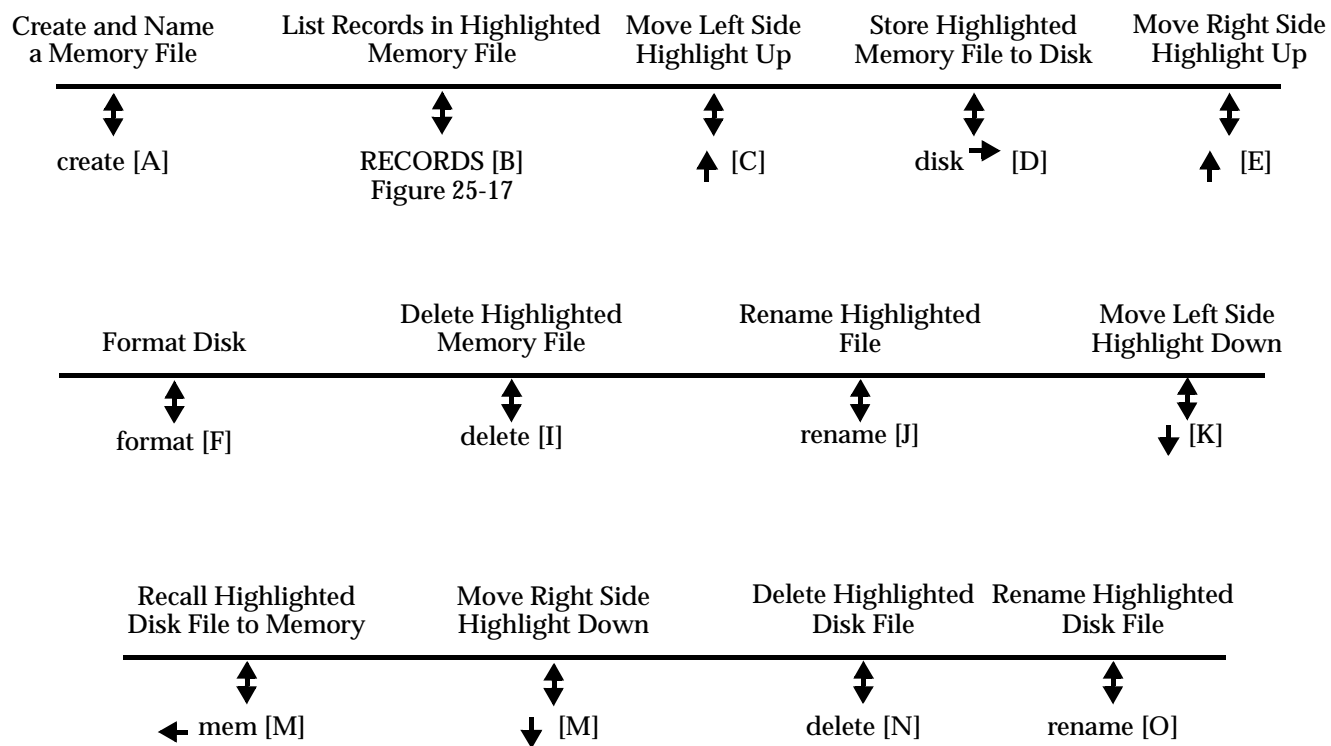 Create and Name
a Memory File
List Records in Highlighted
Memory File
Move Left Side
Highlight Up
Store Highlighted
Memory File to Disk
Move Right Side
Highlight Up
create [A]
RECORDS [B]
Figure 25-17
[C]
disk [D]
[E]
Format Disk
Delete Highlighted
Memory File
Rename Highlighted
File
Move Left Side
Highlight Down
format [F]
delete [I]
rename [J]
[K]
Recall Highlighted
Disk File to Memory
Move Right Side
Highlight Down
Delete Highlighted
Disk File
Rename Highlighted
Disk File
mem [M]
[M]
delete [N]
rename [O]